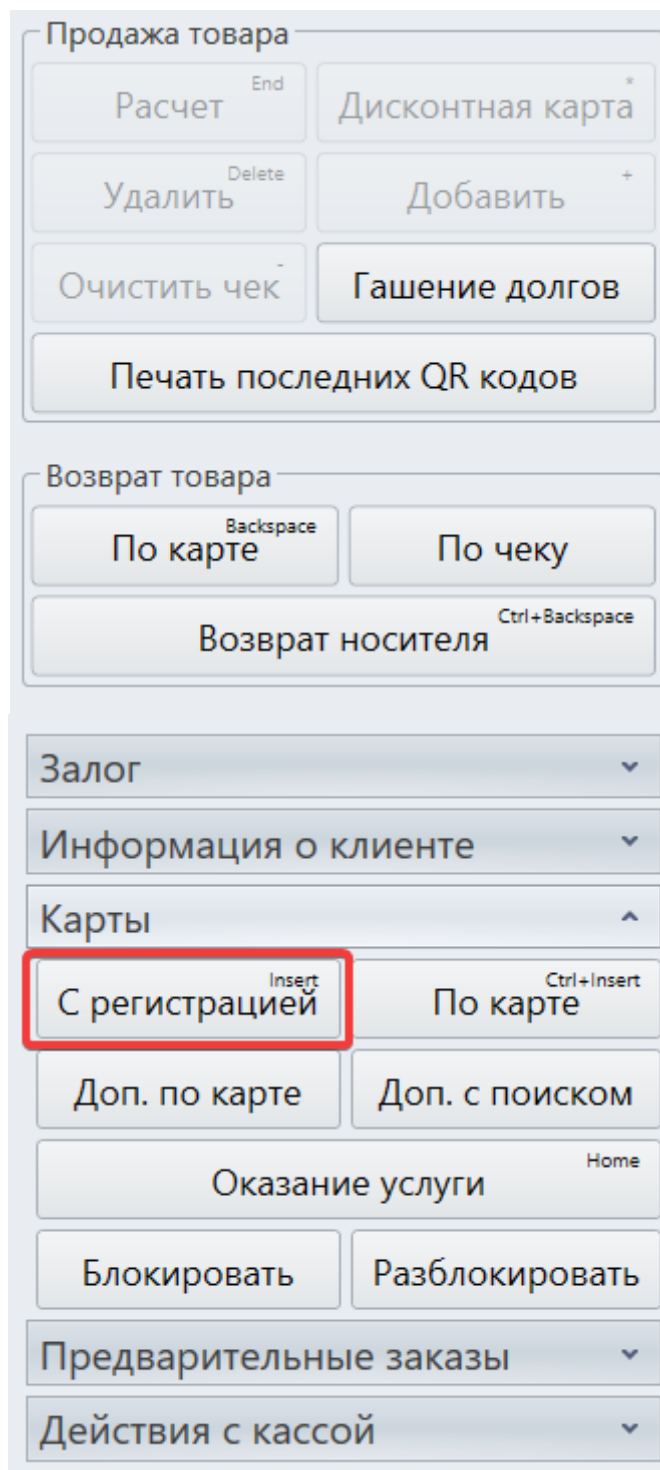 Продажа товара
Расчет End
Дисконтная карта *
Удалить Delete
Добавить +
Очистить чек -
Гашение долгов
Печать последних QR кодов
Возврат товара
По карте Backspace
По чеку
Возврат носителя Ctrl+Backspace
Залог
Информация о клиенте
Карты
С регистрацией Insert
По карте Ctrl+Insert
Доп. по карте
Доп. с поиском
Оказание услуги Home
Блокировать
Разблокировать
Предварительные заказы
Действия с кассой